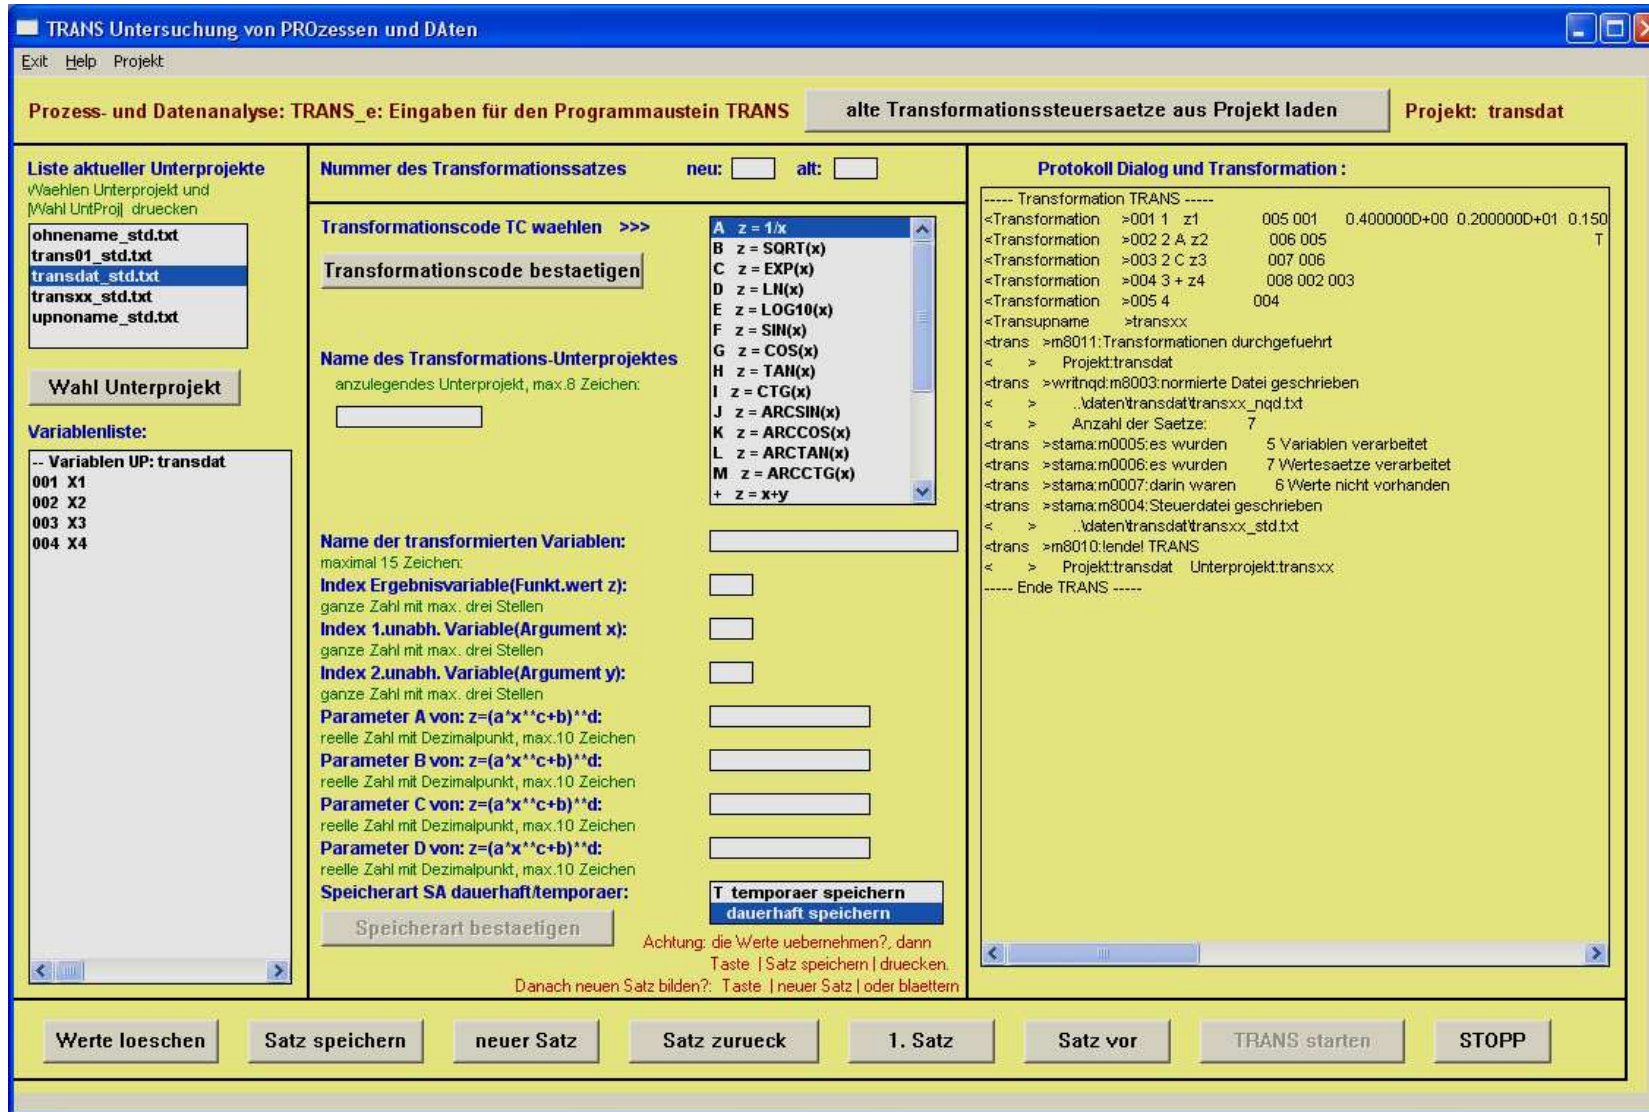 TRANS Untersuchung von PROzessen und DAten
Exit Help Projekt
Prozess- und Datenanalyse: TRANS_e: Eingaben für den Programmaustein TRANS
alte Transformationssteuersaetze aus Projekt laden
Projekt: transdat
Liste aktueller Unterprojekte
Waehlen Unterprojekt und
|Wahl UntProj| druecken
ohnename_std.txt
trans01_std.txt
transdat_std.txt
transxx_std.txt
upnoname_std.txt
Wahl Unterprojekt
Variablenliste:
-- Variablen UP: transdat
001 X1
002 X2
003 X3
004 X4
Nummer des Transformationssatzes neu: alt:
Transformationscode TC waehlen >>>
Transformationscode bestaetigen
A z = 1/x
B z = SQRT(x)
C z = EXP(x)
D z = LN(x)
E z = LOG10(x)
F z = SIN(x)
G z = COS(x)
H z = TAN(x)
I z = CTG(x)
J z = ARCSIN(x)
K z = ARCCOS(x)
L z = ARCTAN(x)
M z = ARCCTG(x)
+ z = x+y
Name des Transformations-Unterprojektes
anzulegendes Unterprojekt, max.8 Zeichen:
Name der transformierten Variablen:
maximal 15 Zeichen:
Index Ergebnisvariable(Funkt.wert z):
ganze Zahl mit max. drei Stellen
Index 1.unabh. Variable(Argument x):
ganze Zahl mit max. drei Stellen
Index 2.unabh. Variable(Argument y):
ganze Zahl mit max. drei Stellen
Parameter A von: z=(a*x**c+b)**d:
reelle Zahl mit Dezimalpunkt, max.10 Zeichen
Parameter B von: z=(a*x**c+b)**d:
reelle Zahl mit Dezimalpunkt, max.10 Zeichen
Parameter C von: z=(a*x**c+b)**d:
reelle Zahl mit Dezimalpunkt, max.10 Zeichen
Parameter D von: z=(a*x**c+b)**d:
reelle Zahl mit Dezimalpunkt, max.10 Zeichen
Speicherart SA dauerhaft/temporaer:
T temporaer speichern
dauerhaft speichern
Speicherart bestaetigen
Achtung: die Werte uebernehmen?, dann
Taste | Satz speichern | druecken.
Danach neuen Satz bilden?: Taste | neuer Satz | oder blaettern
Protokoll Dialog und Transformation :
----- Transformation TRANS -----
<Transformation >001 1 z1 005 001 0.400000D+00 0.200000D+01 0.150
<Transformation >002 2 A z2 006 005 T
<Transformation >003 2 C z3 007 006
<Transformation >004 3 + z4 008 002 003
<Transformation >005 4 004
<Transupname >transxx
<trans >m8011:Transformationen durchgefuehrt
< > Projekt:transdat
<trans >writnqd:m8003:normierte Datei geschrieben
< > ..\daten\transdat\transxx_nqd.txt
< > Anzahl der Saetze: 7
<trans >stama:m0005:es wurden 5 Variablen verarbeitet
<trans >stama:m0006:es wurden 7 Wertesaetze verarbeitet
<trans >stama:m0007:darin waren 6 Werte nicht vorhanden
<trans >stama:m8004:Steuerdatei geschrieben
< > ..\daten\transdat\transxx_std.txt
<trans >m8010:!ende! TRANS
< > Projekt:transdat Unterprojekt:transxx
----- Ende TRANS -----
Werte loeschen Satz speichern neuer Satz Satz zurueck 1. Satz Satz vor TRANS starten STOPP